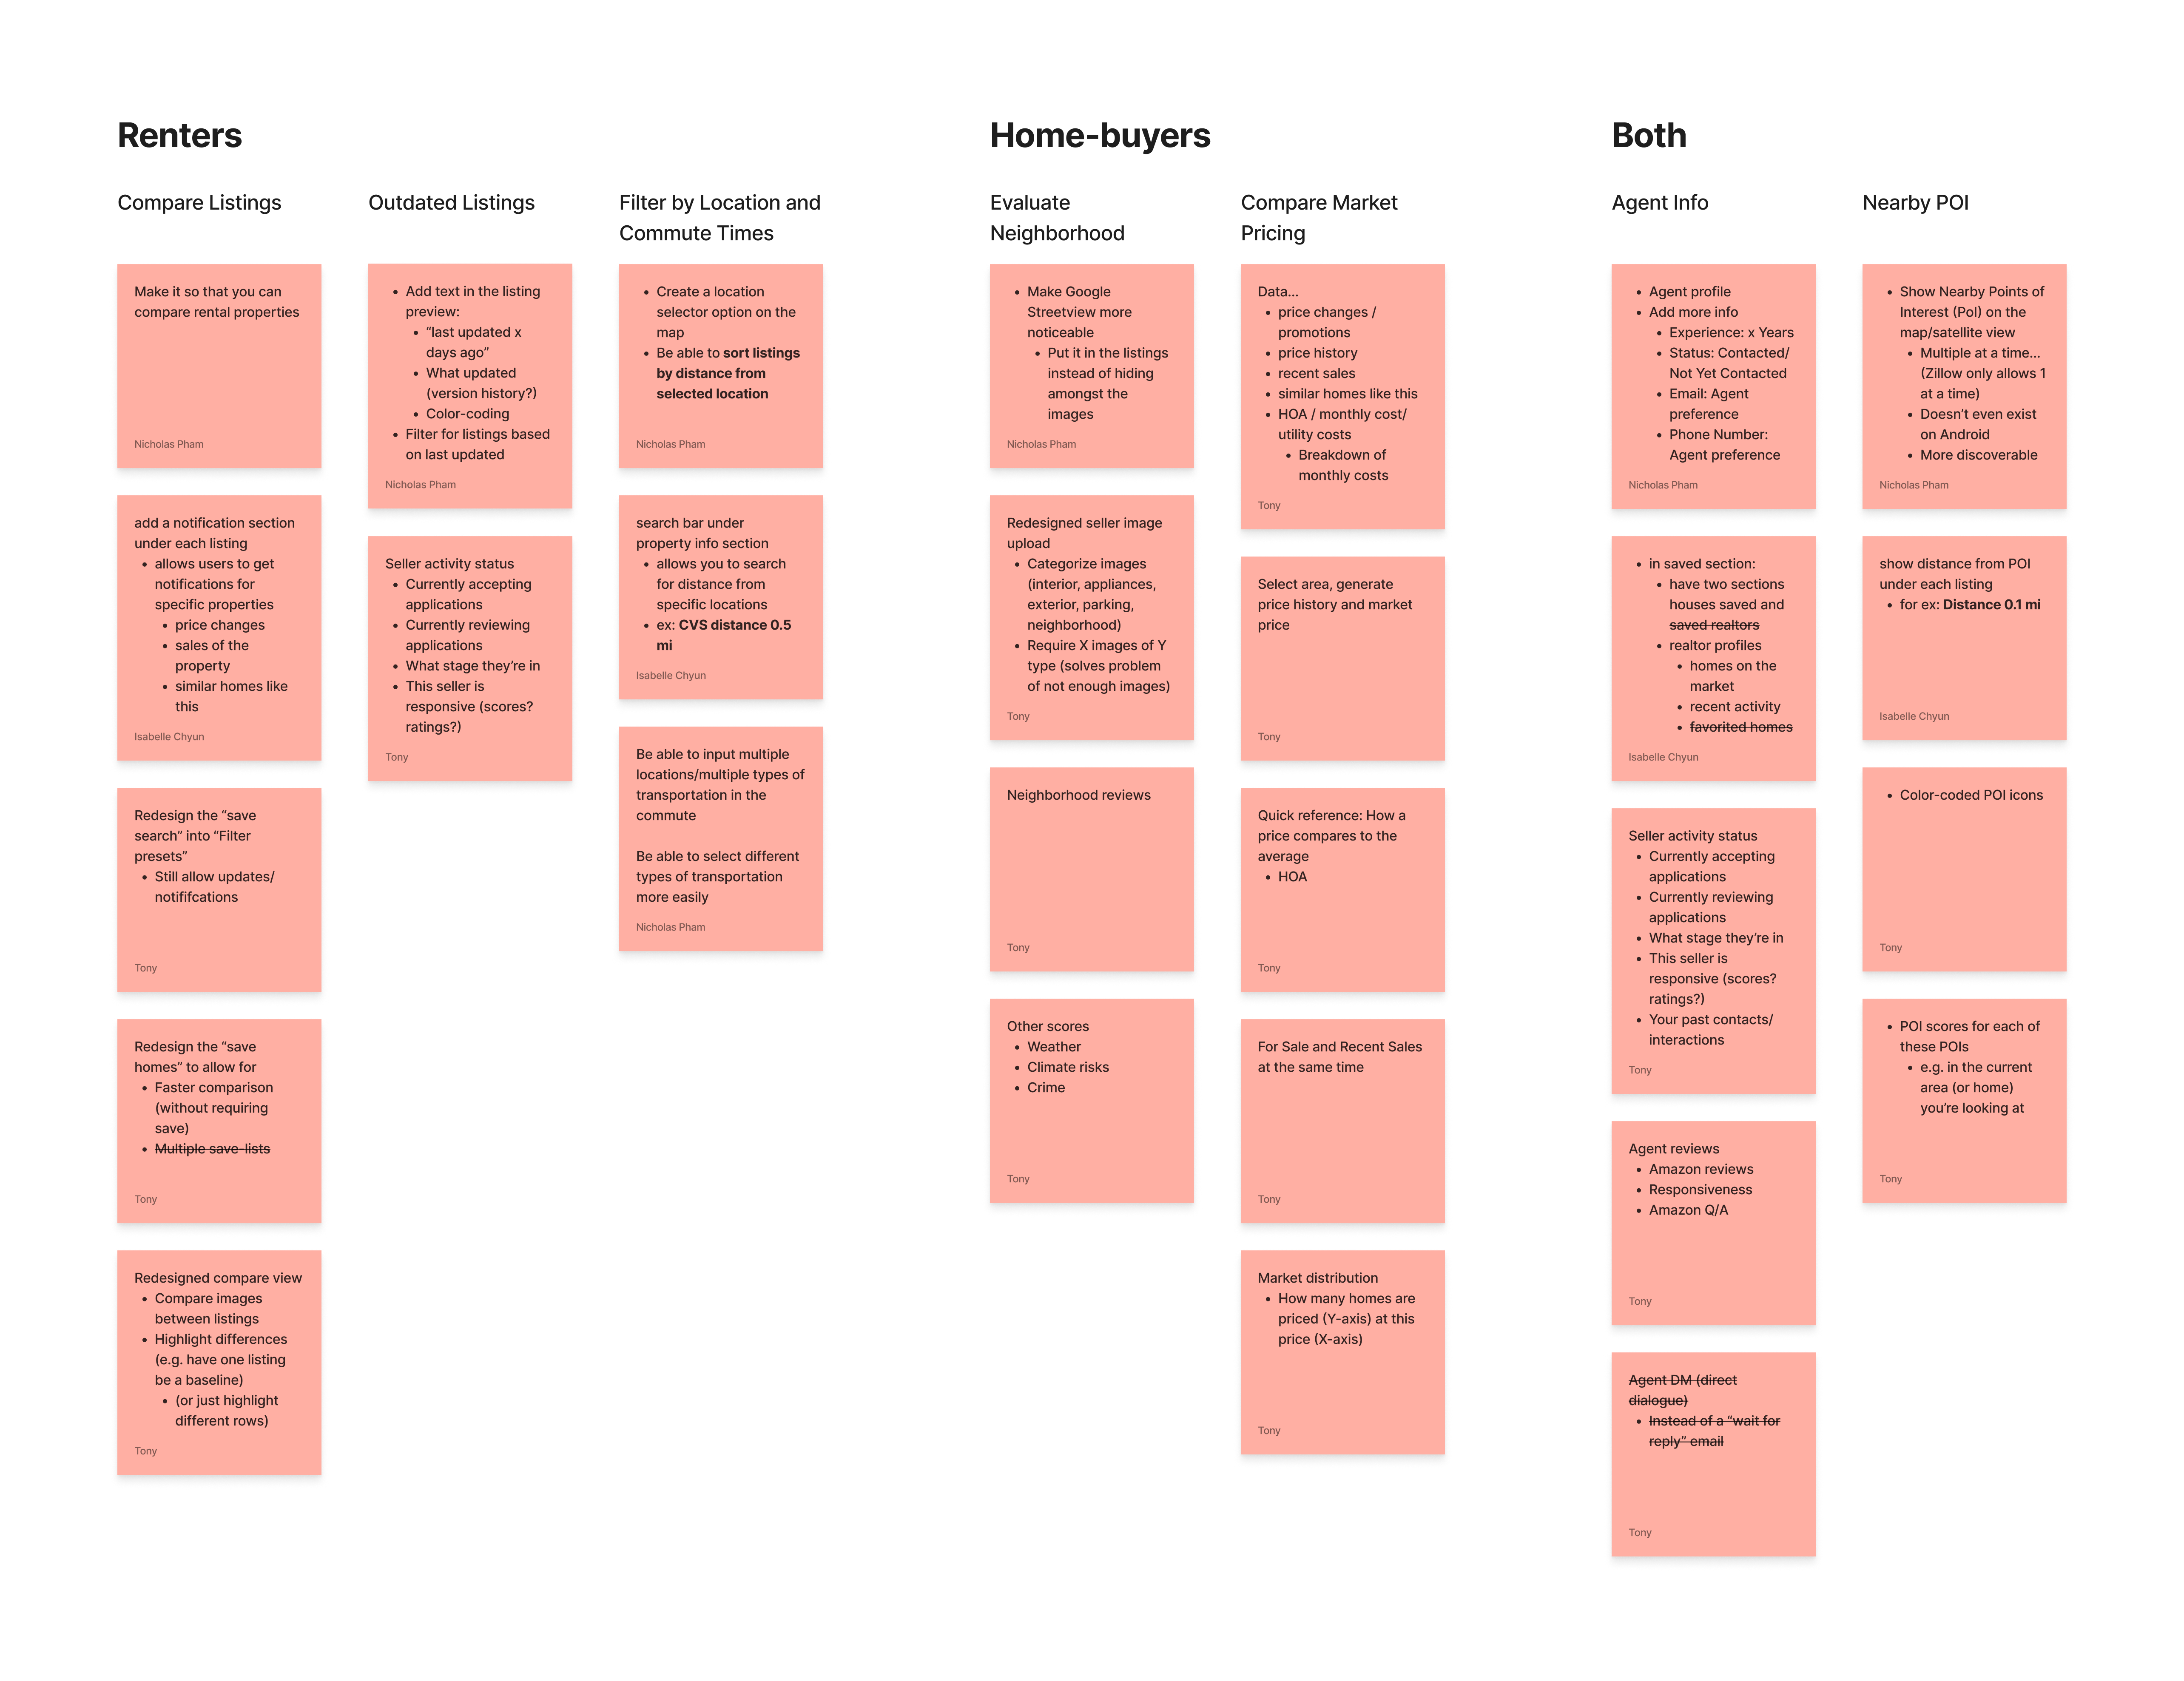 Renters
Compare Listings
Make it so that you can
compare rental properties
Nicholas Pham
add a notification section
under each listing
• allows users to get
notifications for
specific properties
• price changes
• sales of the
property
• similar homes like
this
Isabelle Chyun
Redesign the “save
search” into “Filter
presets”
• Still allow updates/
notififcations
Tony
Redesign the “save
homes” to allow for
• Faster comparison
(without requiring
save)
• Multiple save-lists
Tony
Redesigned compare view
• Compare images
between listings
• Highlight differences
(e.g. have one listing
be a baseline)
• (or just highlight
different rows)
Tony
Outdated Listings
• Add text in the listing
preview:
• “last updated x
days ago”
• What updated
(version history?)
• Color-coding
• Filter for listings based
on last updated
Nicholas Pham
Seller activity status
• Currently accepting
applications
• Currently reviewing
applications
• What stage they’re in
• This seller is
responsive (scores?
ratings?)
Tony
Filter by Location and
Commute Times
• Create a location
selector option on the
map
• Be able to sort listings
by distance from
selected location
Nicholas Pham
search bar under
property info section
• allows you to search
for distance from
specific locations
• ex: CVS distance 0.5
mi
Isabelle Chyun
Be able to input multiple
locations/multiple types of
transportation in the
commute
Be able to select different
types of transportation
more easily
Nicholas Pham
Home-buyers
Evaluate
Neighborhood
• Make Google
Streetview more
noticeable
• Put it in the listings
instead of hiding
amongst the
images
Nicholas Pham
Redesigned seller image
upload
• Categorize images
(interior, appliances,
exterior, parking,
neighborhood)
• Require X images of Y
type (solves problem
of not enough images)
Tony
Neighborhood reviews
Tony
Other scores
• Weather
• Climate risks
• Crime
Tony
Compare Market
Pricing
Data...
• price changes /
promotions
• price history
• recent sales
• similar homes like this
• HOA / monthly cost/
utility costs
• Breakdown of
monthly costs
Tony
Select area, generate
price history and market
price
Tony
Quick reference: How a
price compares to the
average
• HOA
Tony
For Sale and Recent Sales
at the same time
Tony
Market distribution
• How many homes are
priced (Y-axis) at this
price (X-axis)
Tony
Both
Agent Info
• Agent profile
• Add more info
• Experience: x Years
• Status: Contacted/
Not Yet Contacted
• Email: Agent
preference
• Phone Number:
Agent preference
Nicholas Pham
• in saved section:
• have two sections
houses saved and
saved realtors
• realtor profiles
• homes on the
market
• recent activity
• favorited homes
Isabelle Chyun
Seller activity status
• Currently accepting
applications
• Currently reviewing
applications
• What stage they’re in
• This seller is
responsive (scores?
ratings?)
• Your past contacts/
interactions
Tony
Agent reviews
• Amazon reviews
• Responsiveness
• Amazon Q/A
Tony
Agent DM (direct
dialogue)
• Instead of a “wait for
reply” email
Tony
Nearby POI
• Show Nearby Points of
Interest (PoI) on the
map/satellite view
• Multiple at a time...
(Zillow only allows 1
at a time)
• Doesn’t even exist
on Android
• More discoverable
Nicholas Pham
show distance from POI
under each listing
• for ex: Distance 0.1 mi
Isabelle Chyun
• Color-coded POI icons
Tony
• POI scores for each of
these POIs
• e.g. in the current
area (or home)
you’re looking at
Tony